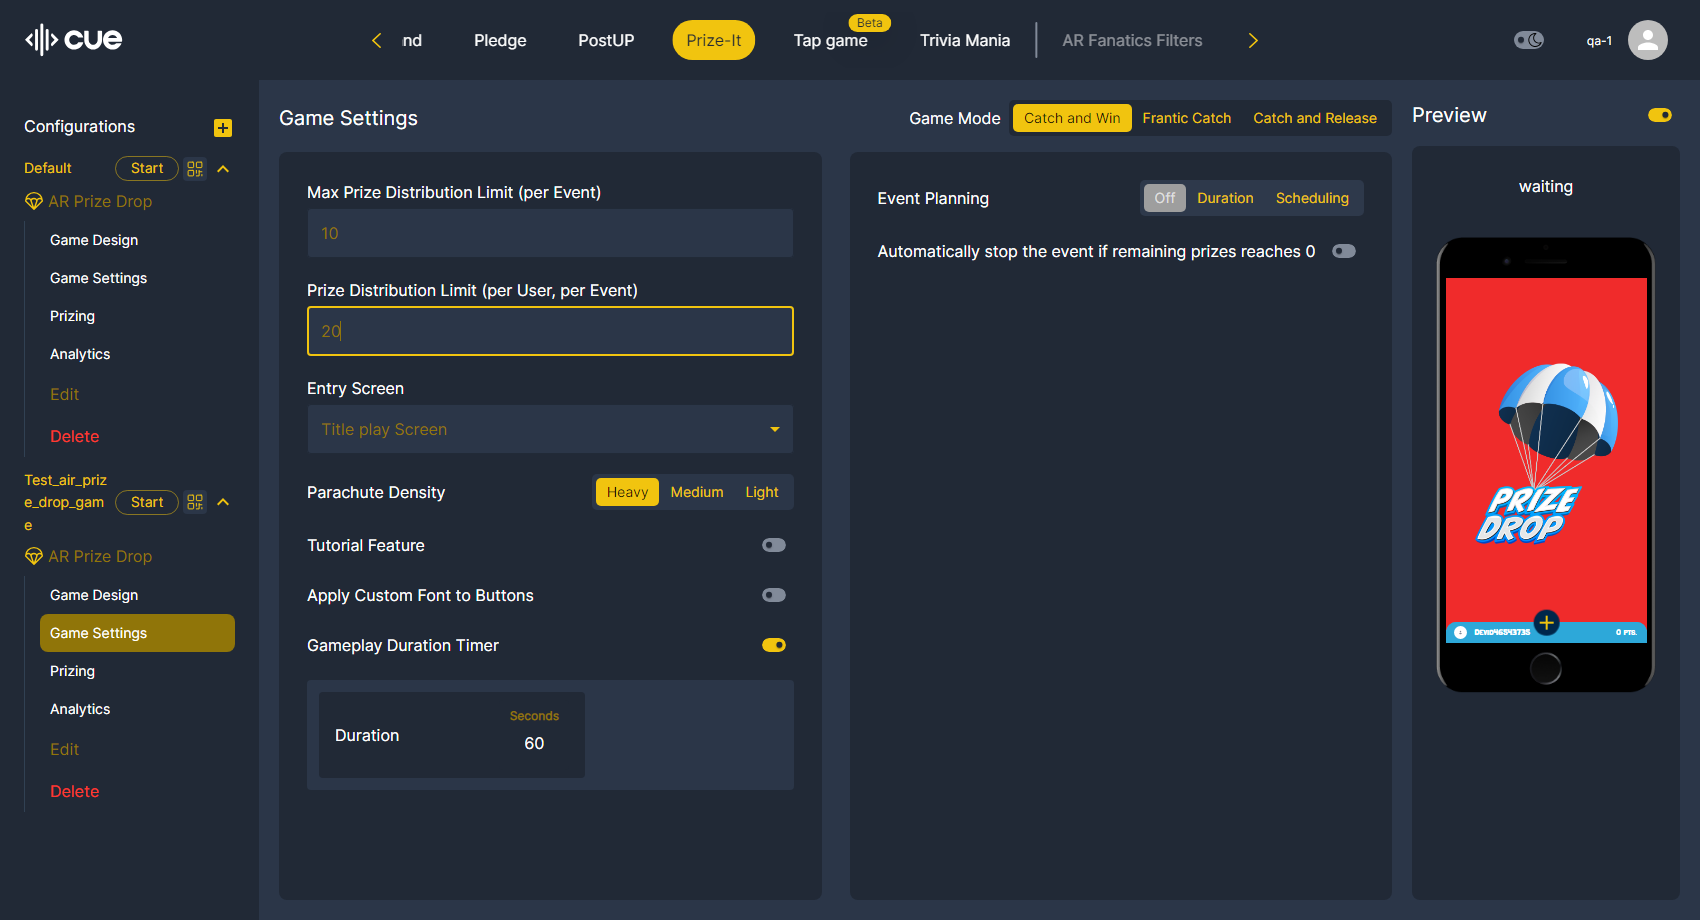 cue
nd
Pledge
PostUP
Prize-It
Beta
Tap game
Trivia Mania
AR Fanatics Filters
qa-1
Configurations
Default
Start
AR Prize Drop
Game Design
Game Settings
Prizing
Analytics
Edit
Delete
Test_air_priz
e_drop_gam
e
Start
AR Prize Drop
Game Design
Game Settings
Prizing
Analytics
Edit
Delete
Game Settings
Game Mode
Catch and Win
Frantic Catch
Catch and Release
Max Prize Distribution Limit (per Event)
10
Prize Distribution Limit (per User, per Event)
20
Entry Screen
Title play Screen
Parachute Density
Heavy
Medium
Light
Tutorial Feature
Apply Custom Font to Buttons
Gameplay Duration Timer
Duration
Seconds
60
Event Planning
Off
Duration
Scheduling
Automatically stop the event if remaining prizes reaches 0
Preview
waiting
PRIZE
DROP
0 PTS.